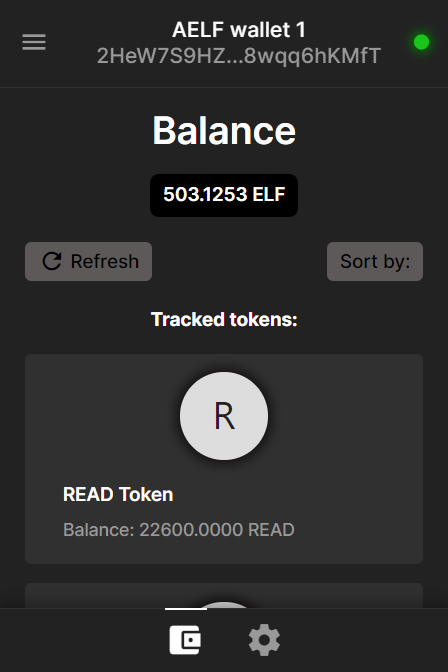 AELF wallet 1
2HeW7S9HZ...8wqq6hKMfT
Balance
503.1253 ELF
Refresh
Sort by:
Tracked tokens:
R
READ Token
Balance: 22600.0000 READ